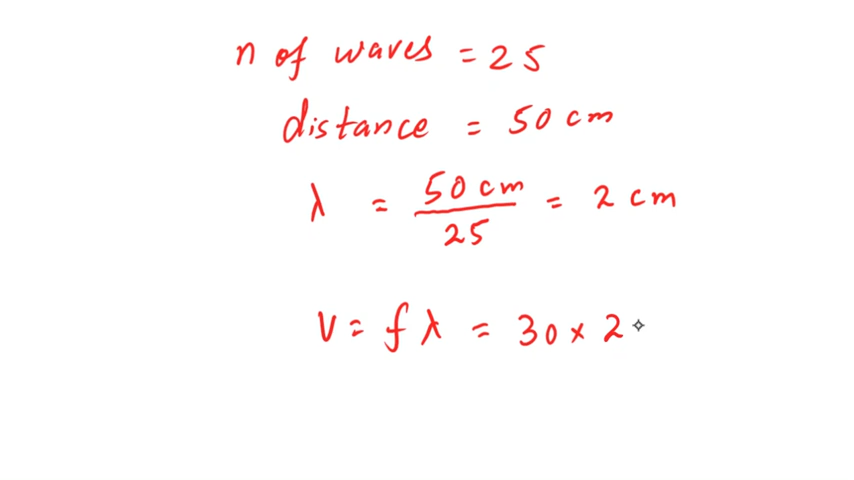 n of waves = 25
distance = 50 cm
λ = 50 cm / 25 = 2 cm
v = f λ = 30 × 2